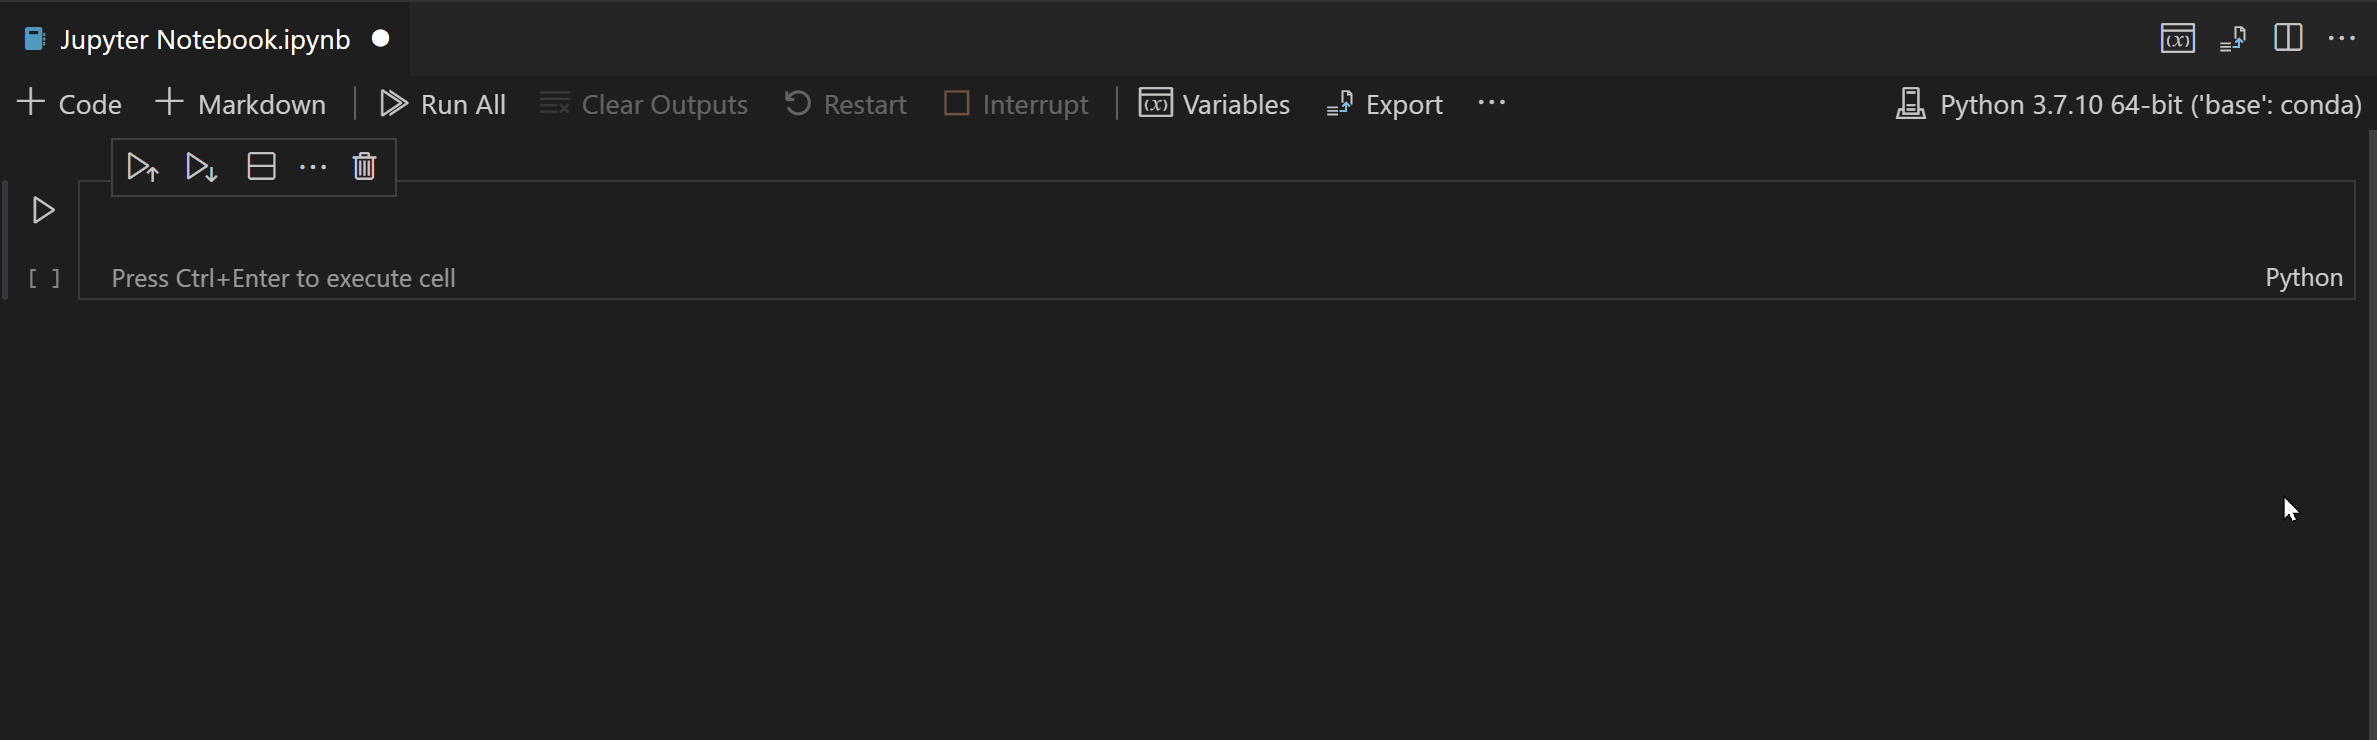 Jupyter Notebook.ipynb
Code Markdown Run All Clear Outputs Restart Interrupt Variables Export Python 3.7.10 64-bit ('base': conda)
[ ] Press Ctrl+Enter to execute cell Python